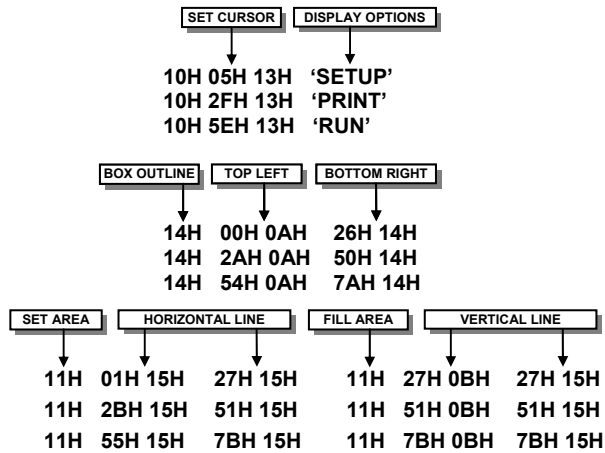 SET CURSOR DISPLAY OPTIONS
10H 05H 13H ‘SETUP’
10H 2FH 13H ‘PRINT’
10H 5EH 13H ‘RUN’
BOX OUTLINE TOP LEFT BOTTOM RIGHT
14H 00H 0AH 26H 14H
14H 2AH 0AH 50H 14H
14H 54H 0AH 7AH 14H
SET AREA HORIZONTAL LINE FILL AREA VERTICAL LINE
11H 01H 15H 27H 15H 11H 27H 0BH 27H 15H
11H 2BH 15H 51H 15H 11H 51H 0BH 51H 15H
11H 55H 15H 7BH 15H 11H 7BH 0BH 7BH 15H